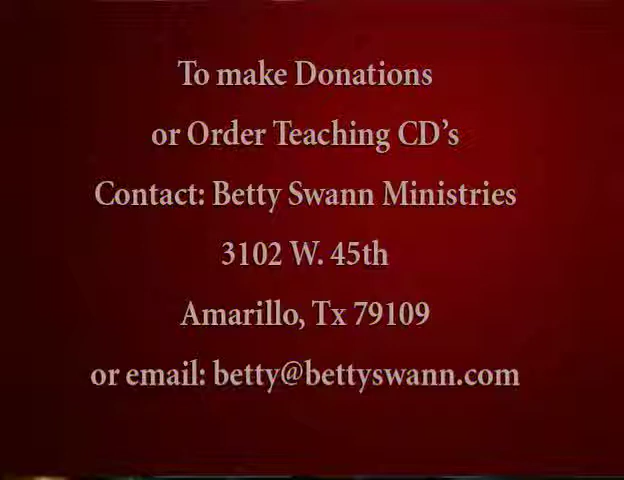 To make Donations
or Order Teaching CD's
Contact: Betty Swann Ministries
3102 W. 45th
Amarillo, Tx 79109
or email: betty@bettyswann.com